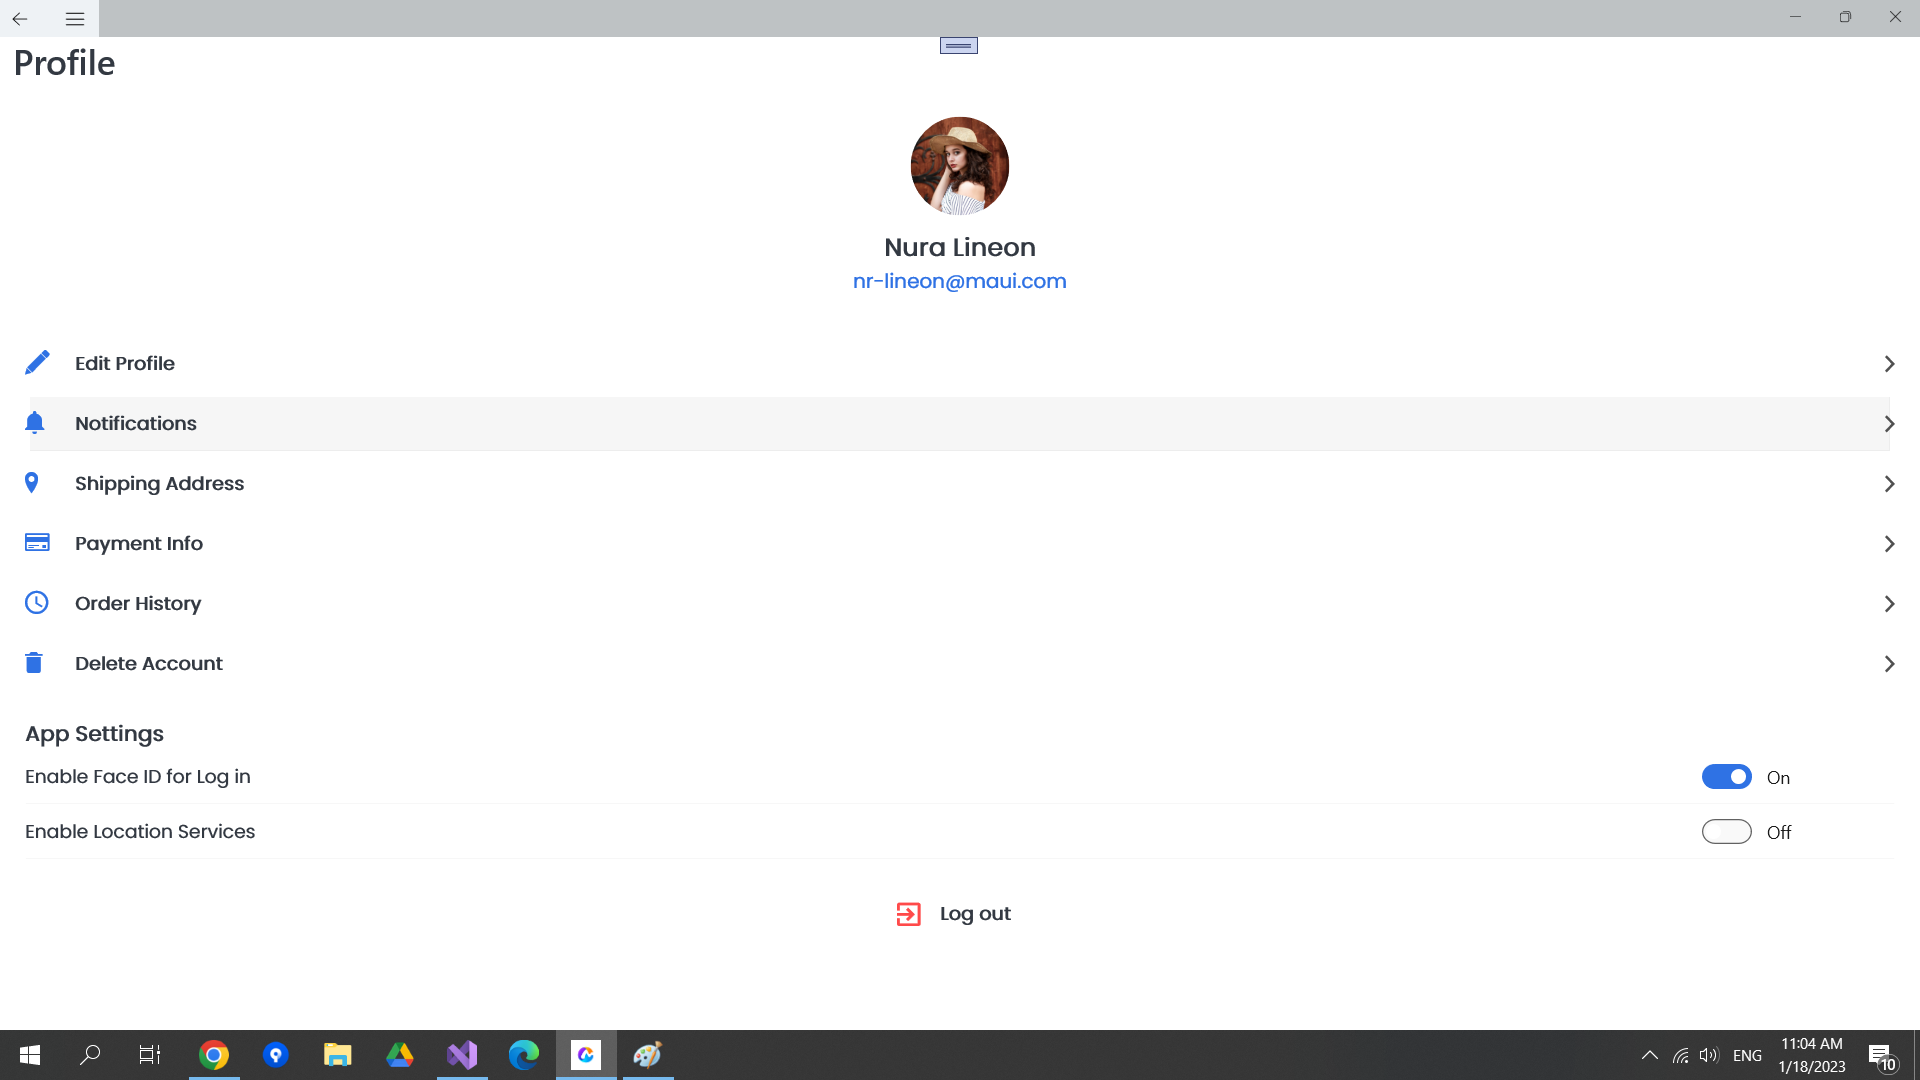 Profile
Nura Lineon
nr-lineon@maui.com
Edit Profile
Notifications
Shipping Address
Payment Info
Order History
Delete Account
App Settings
Enable Face ID for Log in
On
Enable Location Services
Off
Log out
ENG
11:04 AM
1/18/2023
10